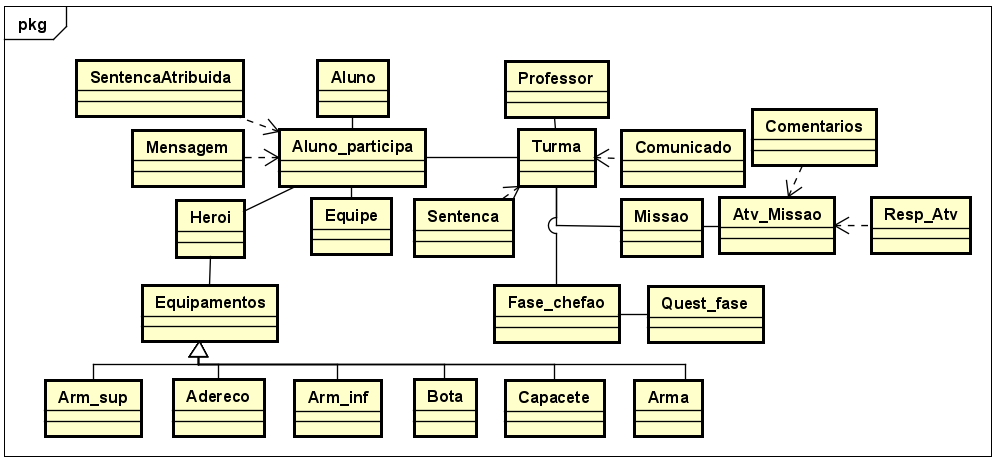 pkg
SentencaAtribuida
Aluno
Professor
Comentarios
Mensagem
Aluno_participa
Turma
Comunicado
Heroi
Equipe
Sentenca
Missao
Atv_Missao
Resp_Atv
Equipamentos
Fase_chefao
Quest_fase
Arm_sup
Adereco
Arm_inf
Bota
Capacete
Arma